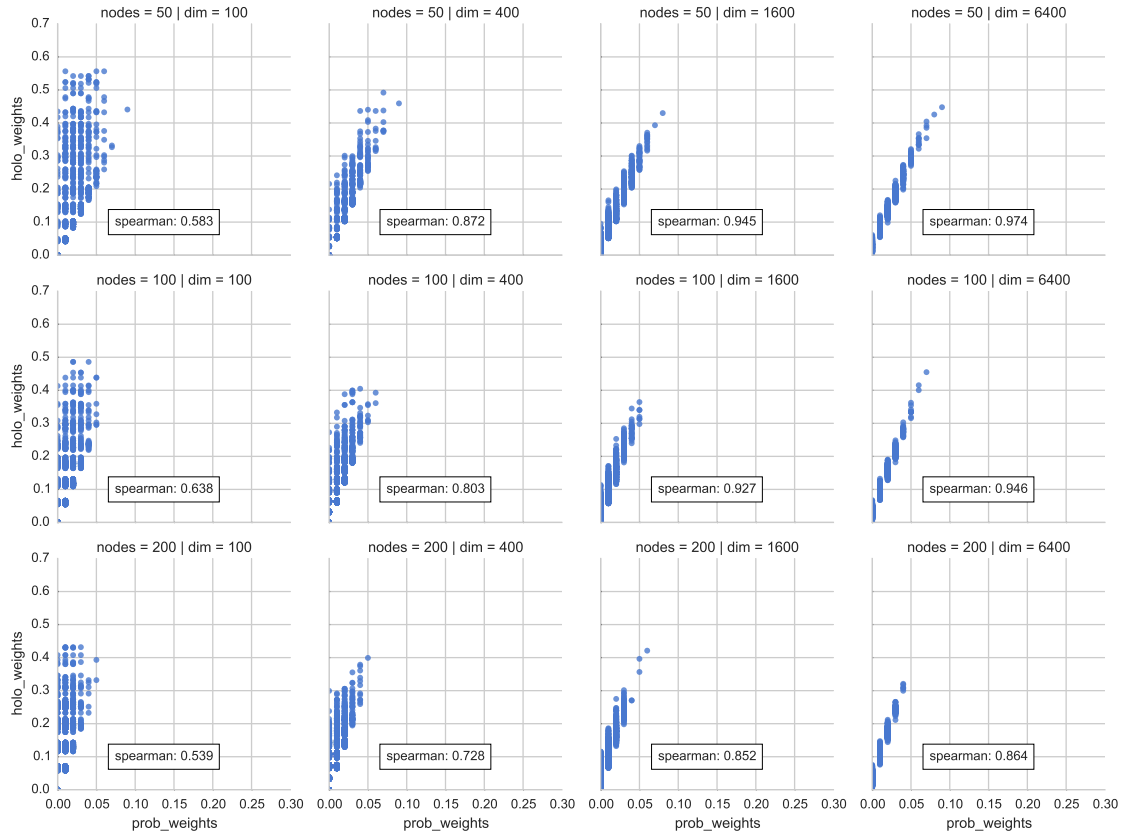 nodes = 50 | dim = 100
nodes = 50 | dim = 400
nodes = 50 | dim = 1600
nodes = 50 | dim = 6400
0.7
0.6
0.5
0.4
0.3
0.2
0.1
0.0
holo_weights
spearman: 0.583
spearman: 0.872
spearman: 0.945
spearman: 0.974
nodes = 100 | dim = 100
nodes = 100 | dim = 400
nodes = 100 | dim = 1600
nodes = 100 | dim = 6400
0.7
0.6
0.5
0.4
0.3
0.2
0.1
0.0
holo_weights
spearman: 0.638
spearman: 0.803
spearman: 0.927
spearman: 0.946
nodes = 200 | dim = 100
nodes = 200 | dim = 400
nodes = 200 | dim = 1600
nodes = 200 | dim = 6400
0.7
0.6
0.5
0.4
0.3
0.2
0.1
0.0
holo_weights
spearman: 0.539
spearman: 0.728
spearman: 0.852
spearman: 0.864
0.00 0.05 0.10 0.15 0.20 0.25 0.30
0.00 0.05 0.10 0.15 0.20 0.25 0.30
0.00 0.05 0.10 0.15 0.20 0.25 0.30
0.00 0.05 0.10 0.15 0.20 0.25 0.30
prob_weights
prob_weights
prob_weights
prob_weights